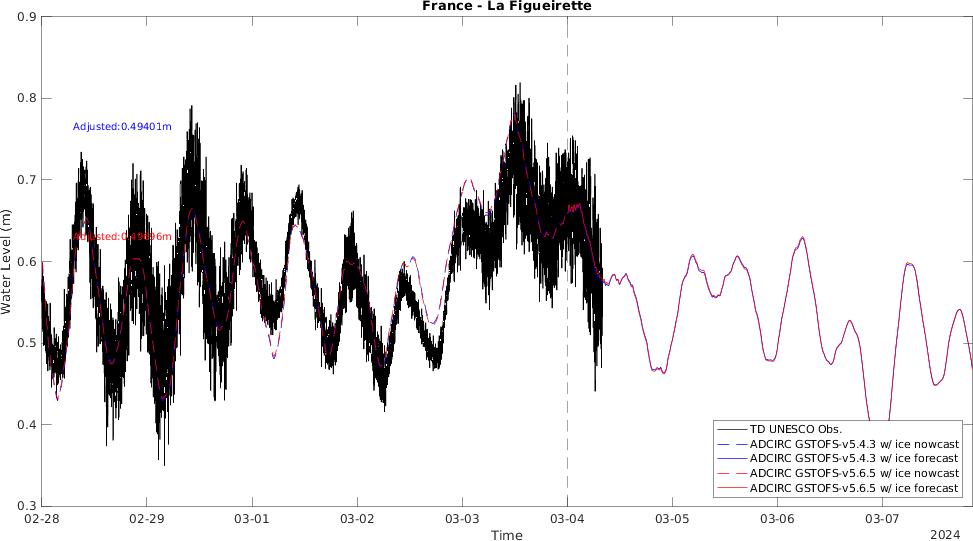 France - La Figueirette
0.9
0.8
0.7
0.6
0.5
0.4
0.3
Water Level (m)
Adjusted:0.49401m
Adjusted:0.49696m
TD UNESCO Obs.
ADCIRC GSTOFS-v5.4.3 w/ ice nowcast
ADCIRC GSTOFS-v5.4.3 w/ ice forecast
ADCIRC GSTOFS-v5.6.5 w/ ice nowcast
ADCIRC GSTOFS-v5.6.5 w/ ice forecast
02-28 02-29 03-01 03-02 03-03 03-04 03-05 03-06 03-07
Time
2024